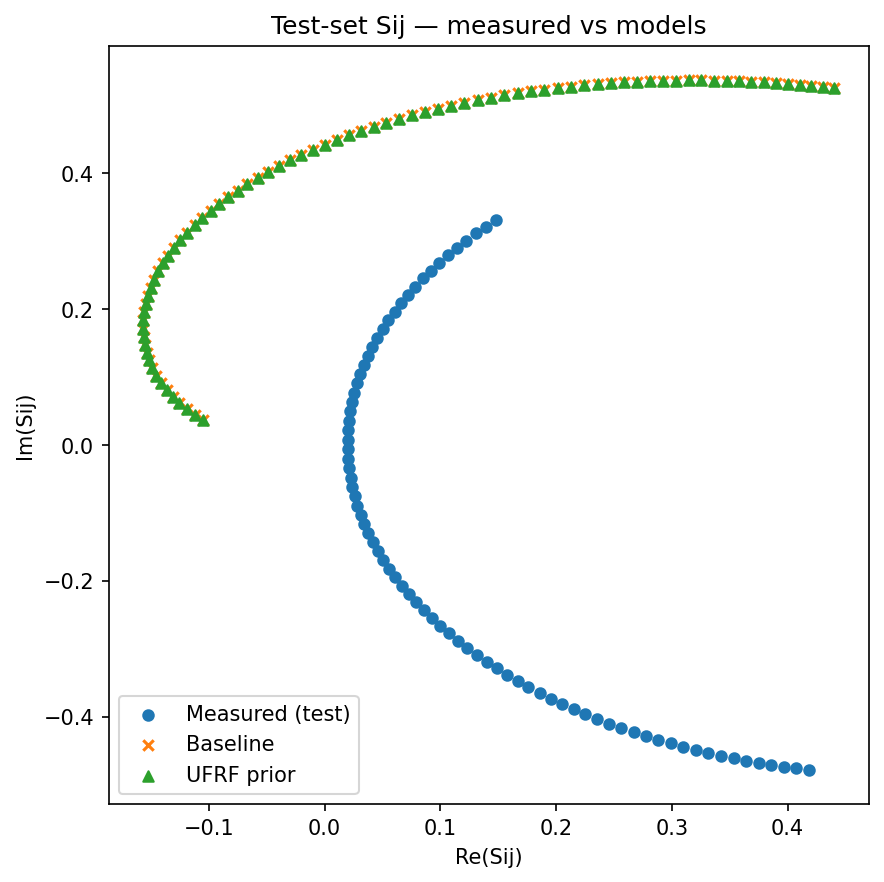 Test-set Sij — measured vs models
Im(Sij)
0.4
0.2
0.0
−0.2
−0.4
Measured (test)
Baseline
UFRF prior
−0.1
0.0
0.1
0.2
0.3
0.4
Re(Sij)